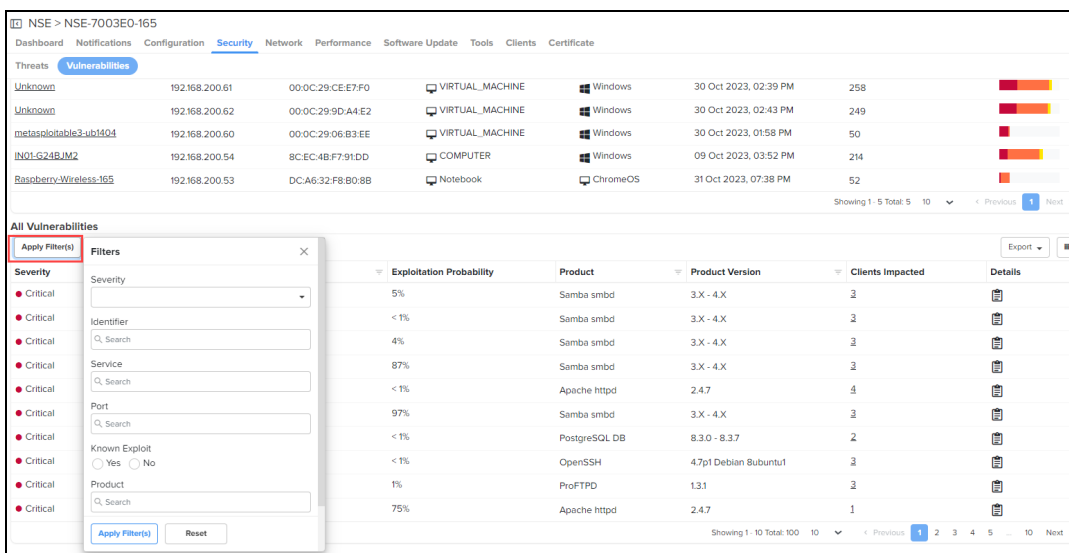 NSE > NSE-7003E0-165
Dashboard Notifications Configuration Security Network Performance Software Update Tools Clients Certificate
Threats Vulnerabilities
Unknown 192.168.200.61 00:0C:29:CE:E7:F0 VIRTUAL_MACHINE Windows 30 Oct 2023, 02:39 PM 258
Unknown 192.168.200.62 00:0C:29:9D:A4:E2 VIRTUAL_MACHINE Windows 30 Oct 2023, 02:43 PM 249
metasploitable3-ub1404 192.168.200.60 00:0C:29:06:B3:EE VIRTUAL_MACHINE Windows 30 Oct 2023, 01:58 PM 50
IN01-G24BJM2 192.168.200.54 8C:EC:4B:F7:91:DD COMPUTER Windows 09 Oct 2023, 03:52 PM 214
Raspberry-Wireless-165 192.168.200.53 DC:A6:32:F8:B0:8B Notebook ChromeOS 31 Oct 2023, 07:38 PM 52
Showing 1 - 5 Total: 5 10 Previous 1 Next
All Vulnerabilities
Apply Filter(s) Export
Severity Exploitation Probability Product Product Version Clients Impacted Details
Critical 5% Samba smbd 3.X - 4.X 3
Critical < 1% Samba smbd 3.X - 4.X 3
Critical 4% Samba smbd 3.X - 4.X 3
Critical 87% Samba smbd 3.X - 4.X 3
Critical < 1% Apache httpd 2.4.7 4
Critical 97% Samba smbd 3.X - 4.X 3
Critical < 1% PostgreSQL DB 8.3.0 - 8.3.7 2
Critical < 1% OpenSSH 4.7p1 Debian 8ubuntu1 3
Critical 1% ProFTPD 1.3.1 3
Critical 75% Apache httpd 2.4.7 1
Showing 1 - 10 Total: 100 10 Previous 1 2 3 4 5 ... 10 Next
Filters
Severity
Identifier
Search
Service
Search
Port
Search
Known Exploit
Yes No
Product
Search
Apply Filter(s) Reset